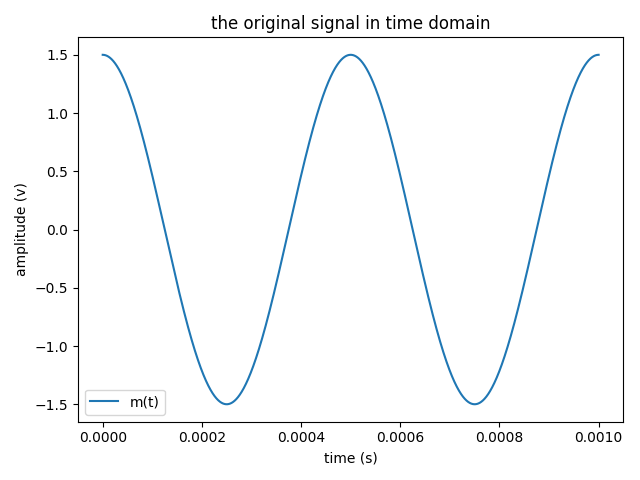 the original signal in time domain
1.5
1.0
0.5
0.0
−0.5
−1.0
−1.5
amplitude (v)
m(t)
0.0000 0.0002 0.0004 0.0006 0.0008 0.0010
time (s)